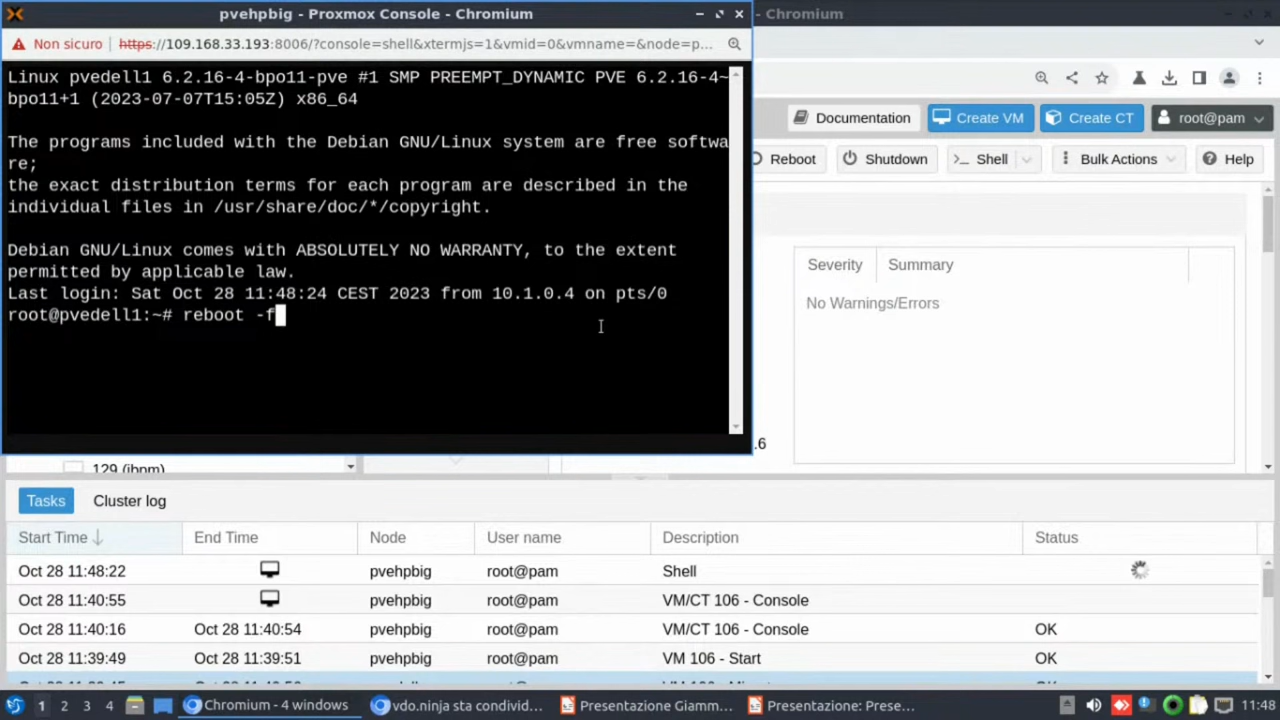 pvehpbig - Proxmox Console - Chromium
- Chromium
Non sicuro https://109.168.33.193:8006/?console=shell&xtermjs=1&vmid=0&vmname=&node=p...
Linux pvedell1 6.2.16-4-bpo11-pve #1 SMP PREEMPT_DYNAMIC PVE 6.2.16-4~
bpo11+1 (2023-07-07T15:05Z) x86_64
The programs included with the Debian GNU/Linux system are free softwa
re;
the exact distribution terms for each program are described in the
individual files in /usr/share/doc/*/copyright.
Debian GNU/Linux comes with ABSOLUTELY NO WARRANTY, to the extent
permitted by applicable law.
Last login: Sat Oct 28 11:48:24 CEST 2023 from 10.1.0.4 on pts/0
root@pvedell1:~# reboot -f
Documentation Create VM Create CT root@pam
Reboot Shutdown >_ Shell Bulk Actions Help
Severity Summary
No Warnings/Errors
.6
129 (ibpm)
Tasks Cluster log
Start Time End Time Node User name Description Status
Oct 28 11:48:22 pvehpbig root@pam Shell
Oct 28 11:40:55 pvehpbig root@pam VM/CT 106 - Console
Oct 28 11:40:16 Oct 28 11:40:54 pvehpbig root@pam VM/CT 106 - Console OK
Oct 28 11:39:49 Oct 28 11:39:51 pvehpbig root@pam VM 106 - Start OK
1 2 3 4 Chromium - 4 windows vdo.ninja sta condivid... Presentazione Giamm... Presentazione: Prese... 11:48